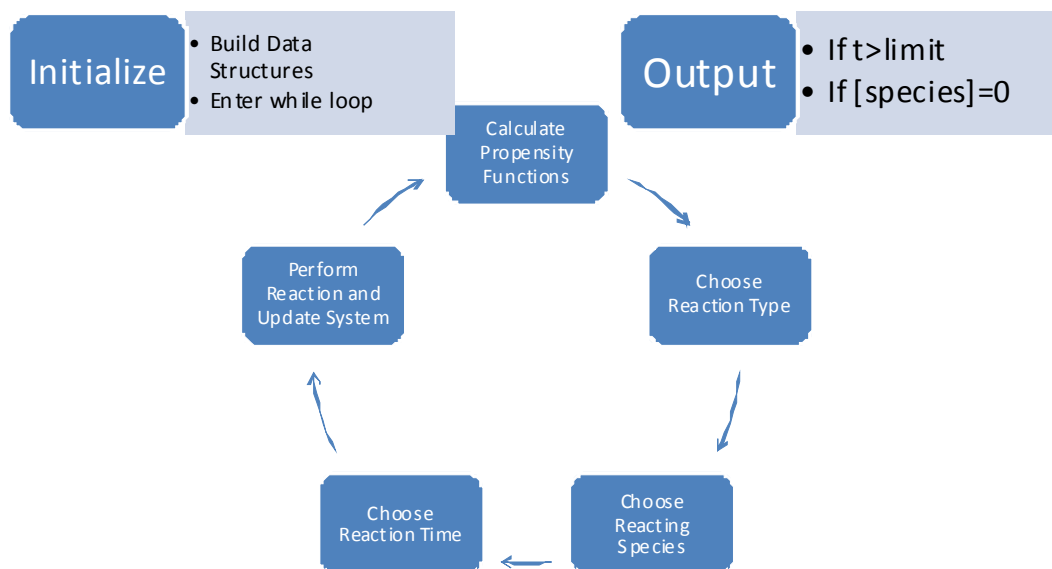 Initialize
• Build Data
Structures
• Enter while loop
Output
• If t>limit
• If [species]=0
Calculate
Propensity
Functions
Choose
Reaction Type
Choose
Reacting
Species
Choose
Reaction Time
Perform
Reaction and
Update System